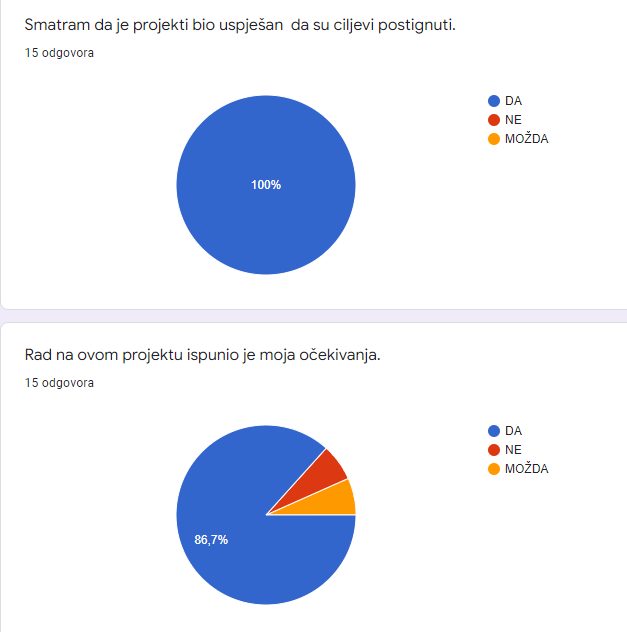 Smatram da je projekti bio uspješan  da su ciljevi postignuti.
15 odgovora
DA
NE
MOŽDA
100%
Rad na ovom projektu ispunio je moja očekivanja.
15 odgovora
DA
NE
MOŽDA
86,7%